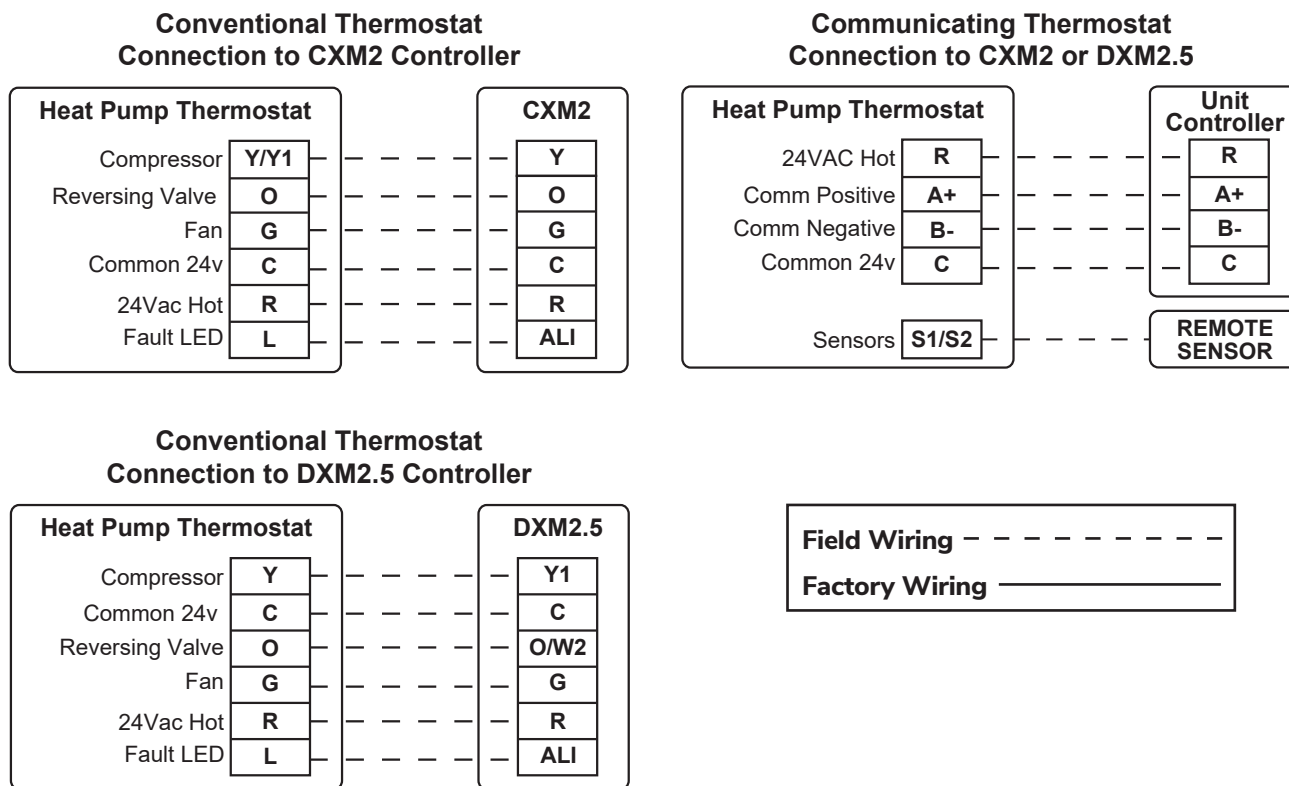 Conventional Thermostat
Connection to CXM2 Controller
Heat Pump Thermostat
CXM2
Compressor Y/Y1 Y
Reversing Valve O O
Fan G G
Common 24v C C
24Vac Hot R R
Fault LED L ALI
Communicating Thermostat
Connection to CXM2 or DXM2.5
Heat Pump Thermostat
Unit
Controller
24VAC Hot R R
Comm Positive A+ A+
Comm Negative B- B-
Common 24v C C
Sensors S1/S2
REMOTE
SENSOR
Conventional Thermostat
Connection to DXM2.5 Controller
Heat Pump Thermostat
DXM2.5
Compressor Y Y1
Common 24v C C
Reversing Valve O O/W2
Fan G G
24Vac Hot R R
Fault LED L ALI
Field Wiring
Factory Wiring